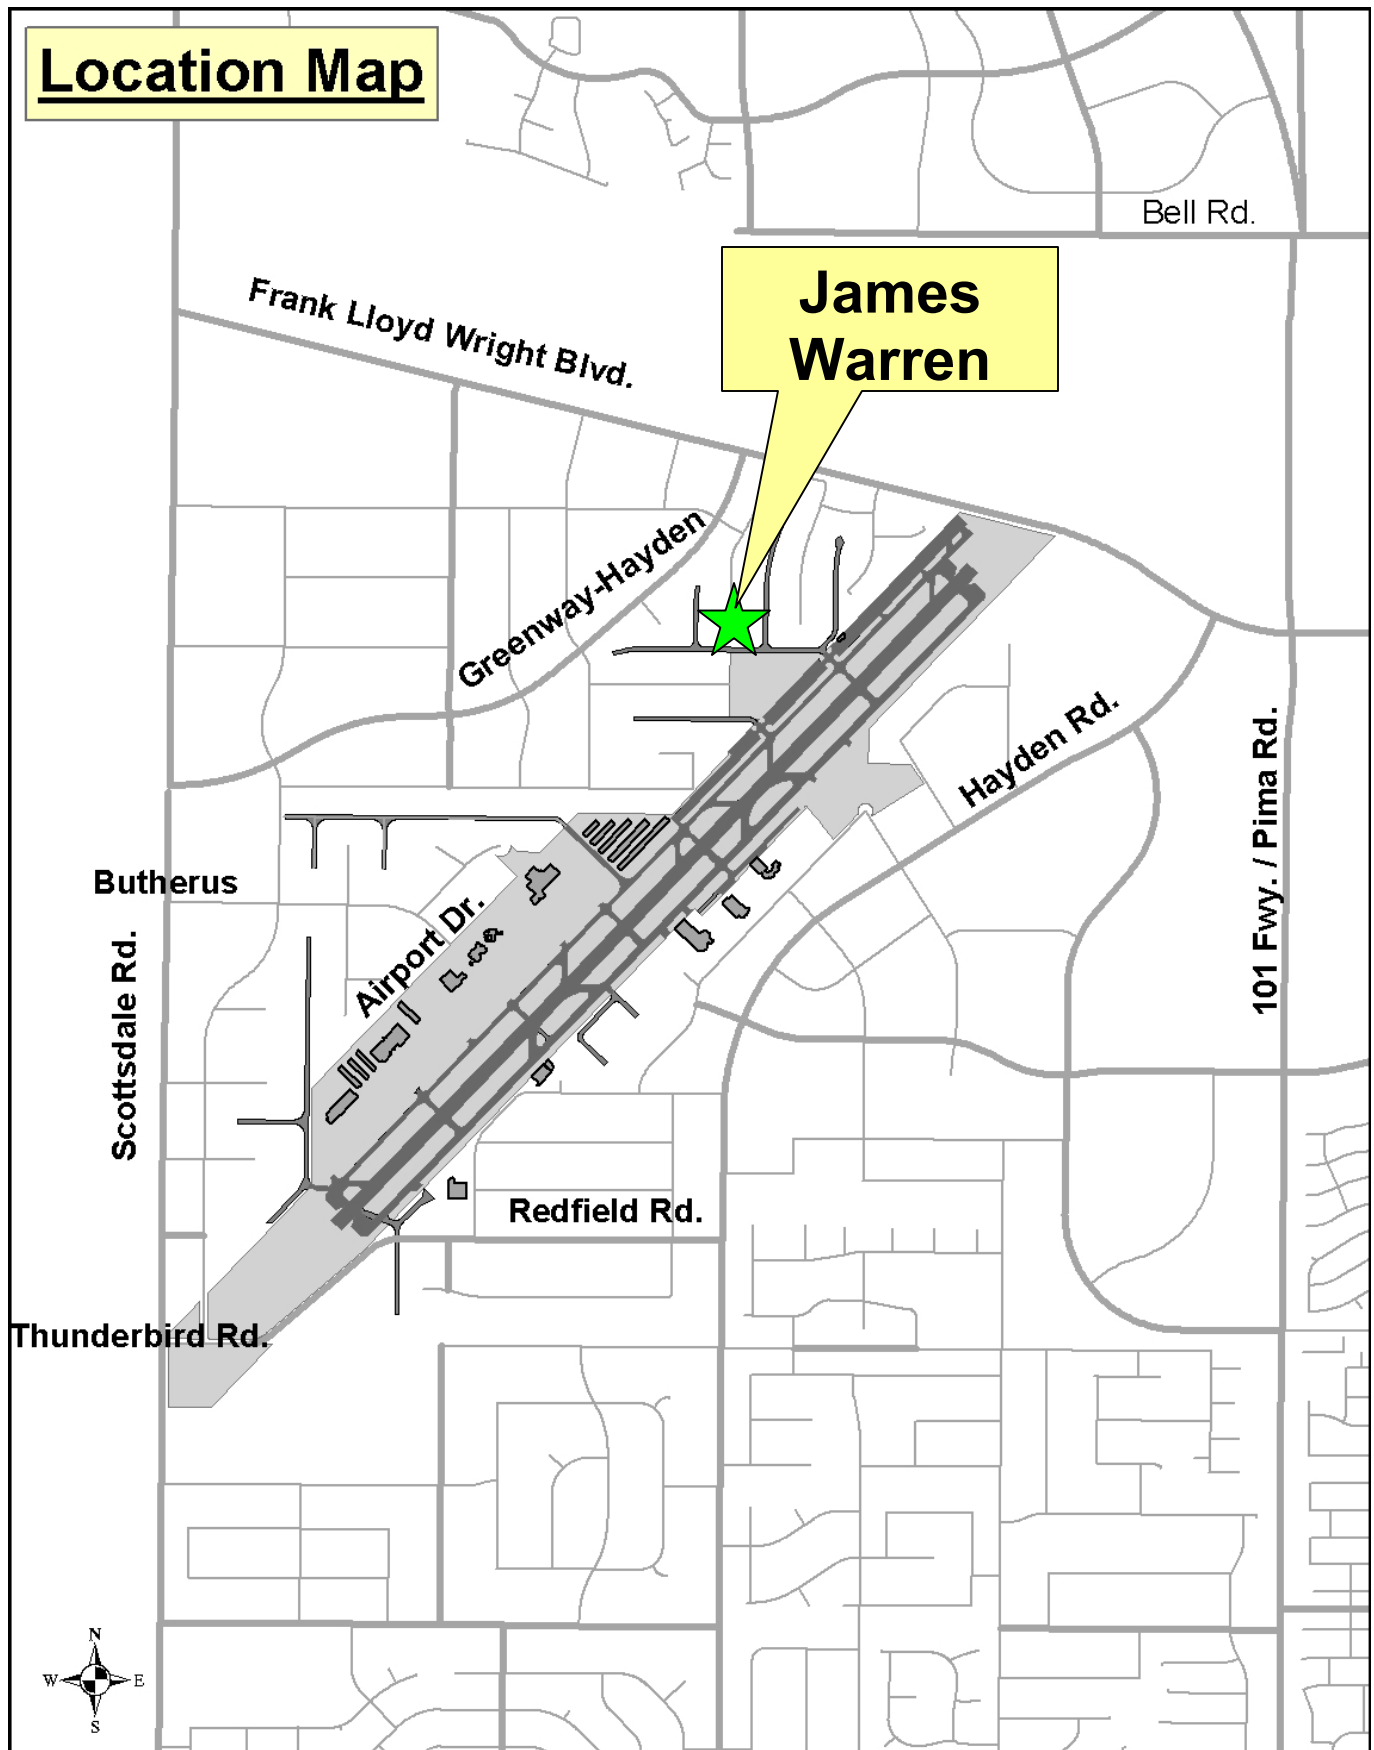 Location Map
Bell Rd.
James
Warren
Frank Lloyd Wright Blvd.
Greenway-Hayden
Hayden Rd.
101 Fwy. / Pima Rd.
Butherus
Airport Dr.
Scottsdale Rd.
Redfield Rd.
Thunderbird Rd.
N
W E
S